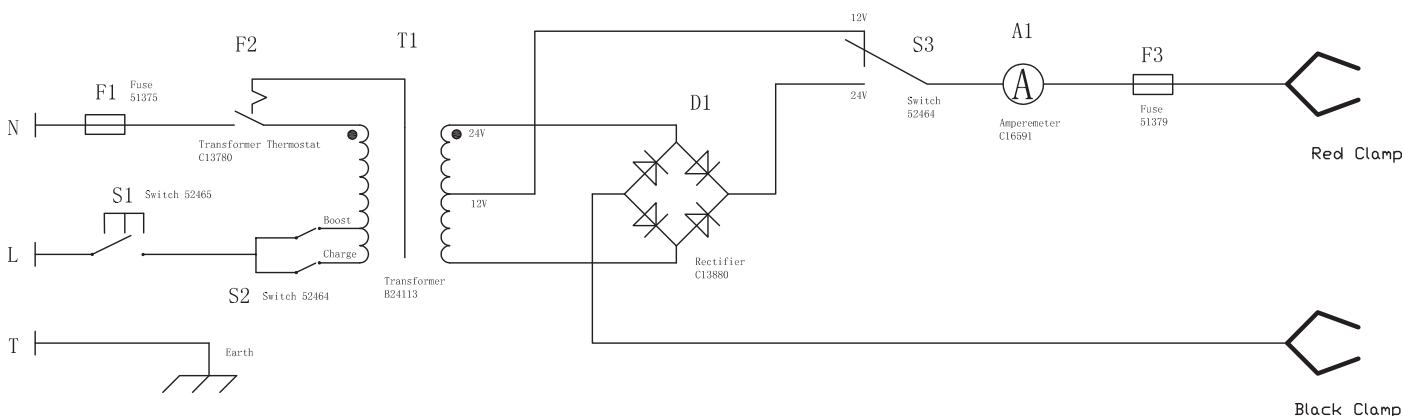 12V
F2
T1
S3
A1
F3
F1
Fuse
51375
D1
24V
Switch
52464
A
Fuse
51379
Amperemeter
C16591
N
24V
Transformer Thermostat
C13780
Red Clamp
S1
Switch 52465
12V
Boost
L
Charge
Rectifier
C13880
Transformer
B24113
S2
Switch 52464
T
Earth
Black Clamp